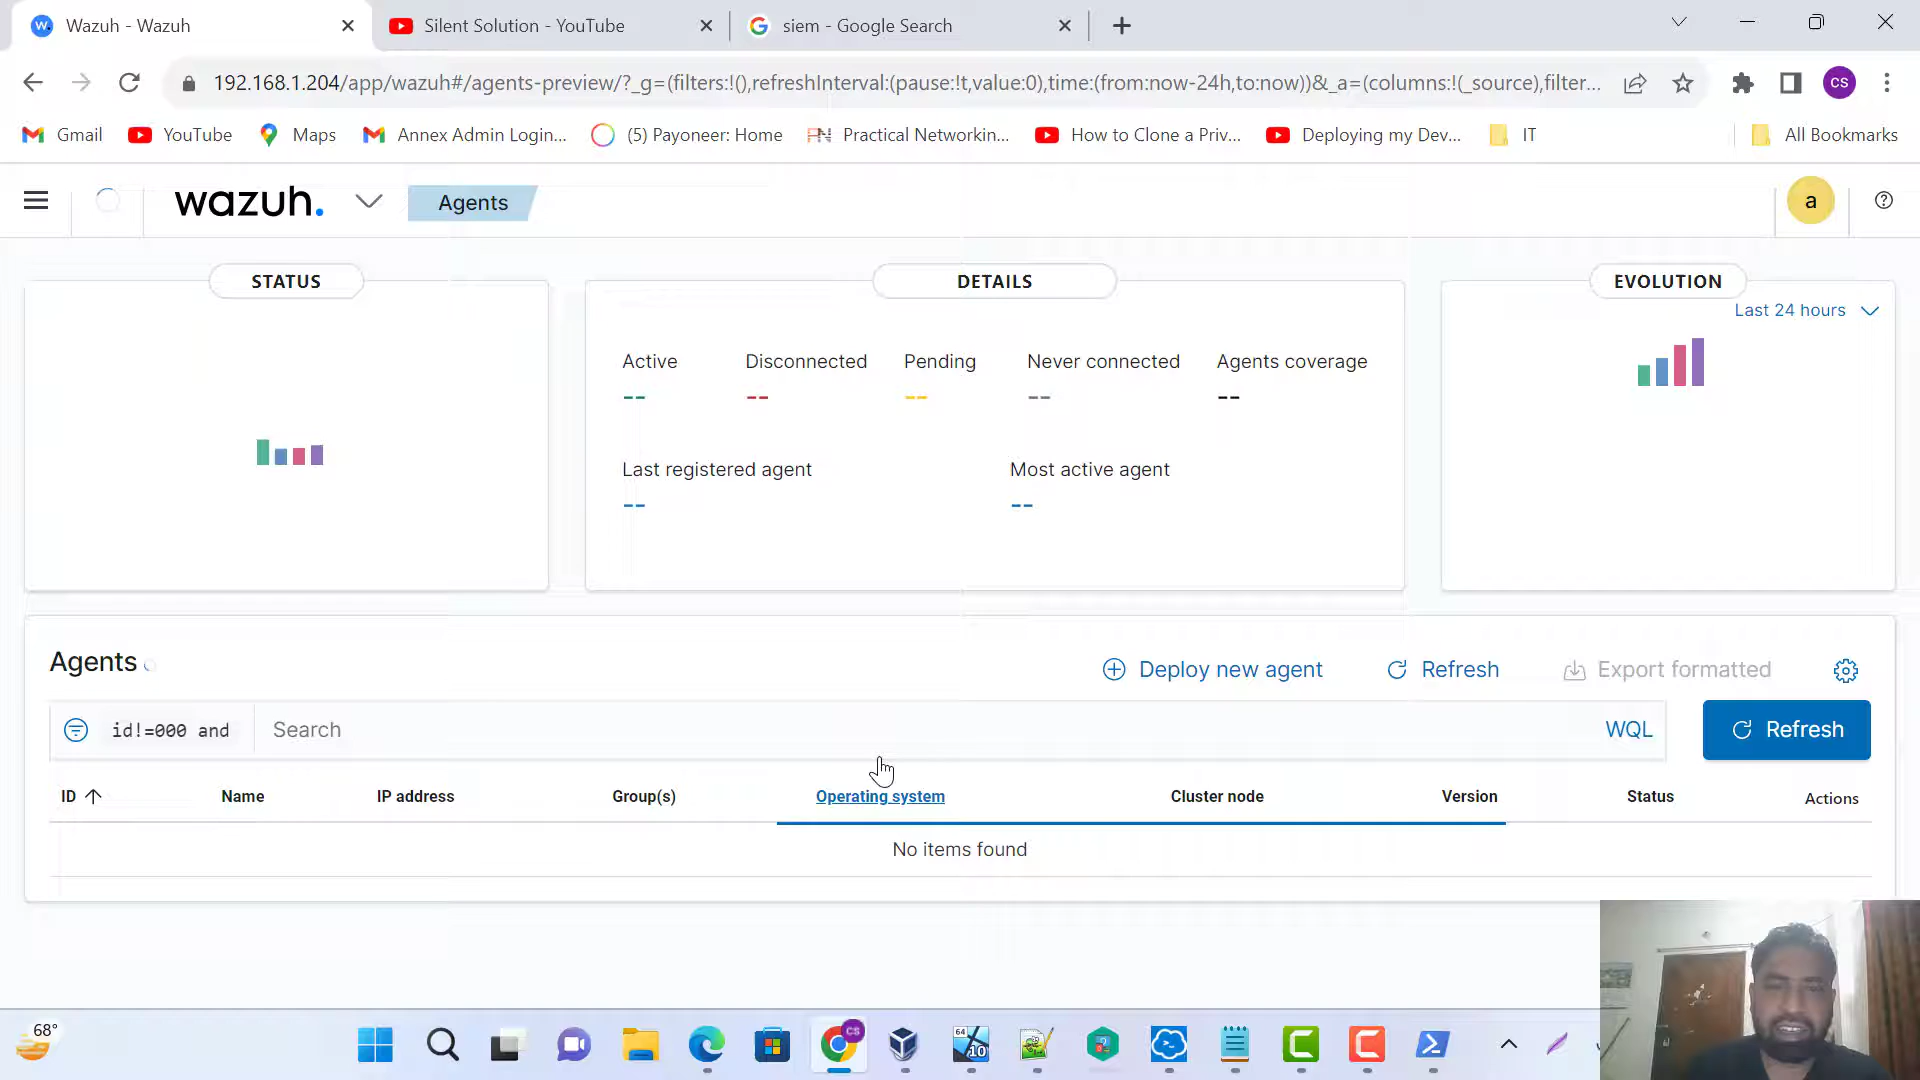 Wazuh - Wazuh
Silent Solution - YouTube
siem - Google Search
192.168.1.204/app/wazuh#/agents-preview/?_g=(filters:!(),refreshInterval:(pause:!t,value:0),time:(from:now-24h,to:now))&_a=(columns:!(_source),filter...
CS
Gmail
YouTube
Maps
Annex Admin Login...
(5) Payoneer: Home
Practical Networkin...
How to Clone a Priv...
Deploying my Dev...
IT
All Bookmarks
wazuh.
Agents
a
STATUS
DETAILS
EVOLUTION
Last 24 hours
Active
Disconnected
Pending
Never connected
Agents coverage
--
--
--
--
--
Last registered agent
Most active agent
--
--
Agents
Deploy new agent
Refresh
Export formatted
id!=000 and
Search
WQL
Refresh
ID
Name
IP address
Group(s)
Operating system
Cluster node
Version
Status
Actions
No items found
68°
CS
64
10